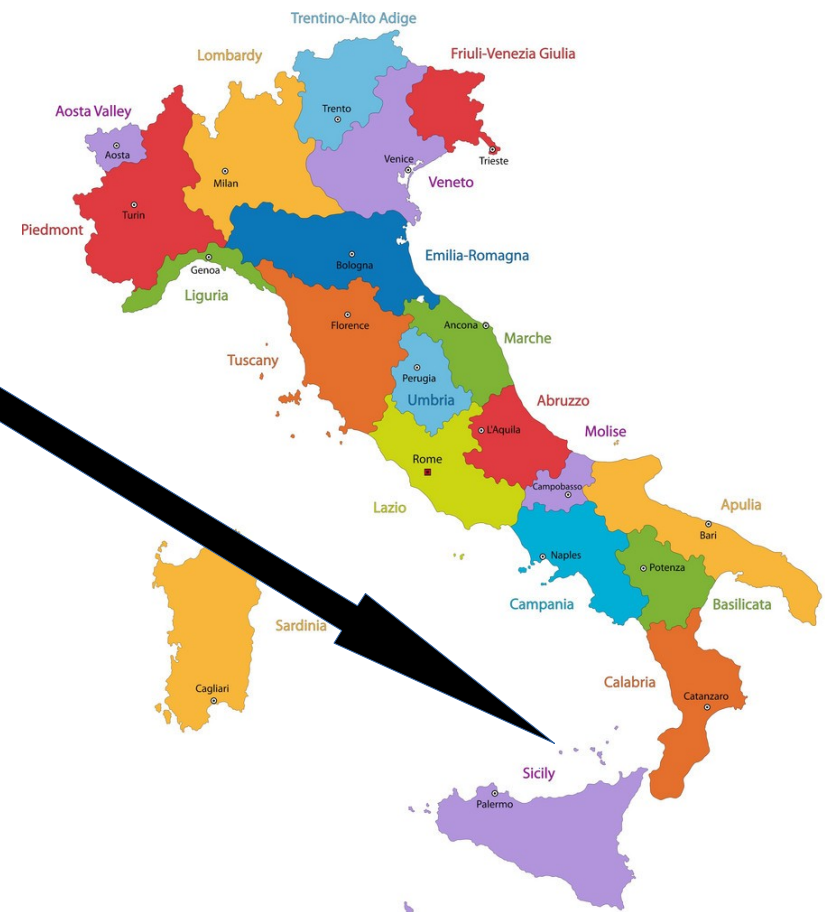 Trentino-Alto Adige
Lombardy
Friuli-Venezia Giulia
Aosta Valley
Trento
Aosta
Venice
Trieste
Milan
Veneto
Turin
Piedmont
Emilia-Romagna
Genoa
Bologna
Liguria
Florence
Ancona
Marche
Tuscany
Perugia
Umbria
Abruzzo
L'Aquila
Molise
Rome
Campobasso
Lazio
Apulia
Bari
Naples
Potenza
Campania
Basilicata
Sardinia
Calabria
Cagliari
Catanzaro
Sicily
Palermo